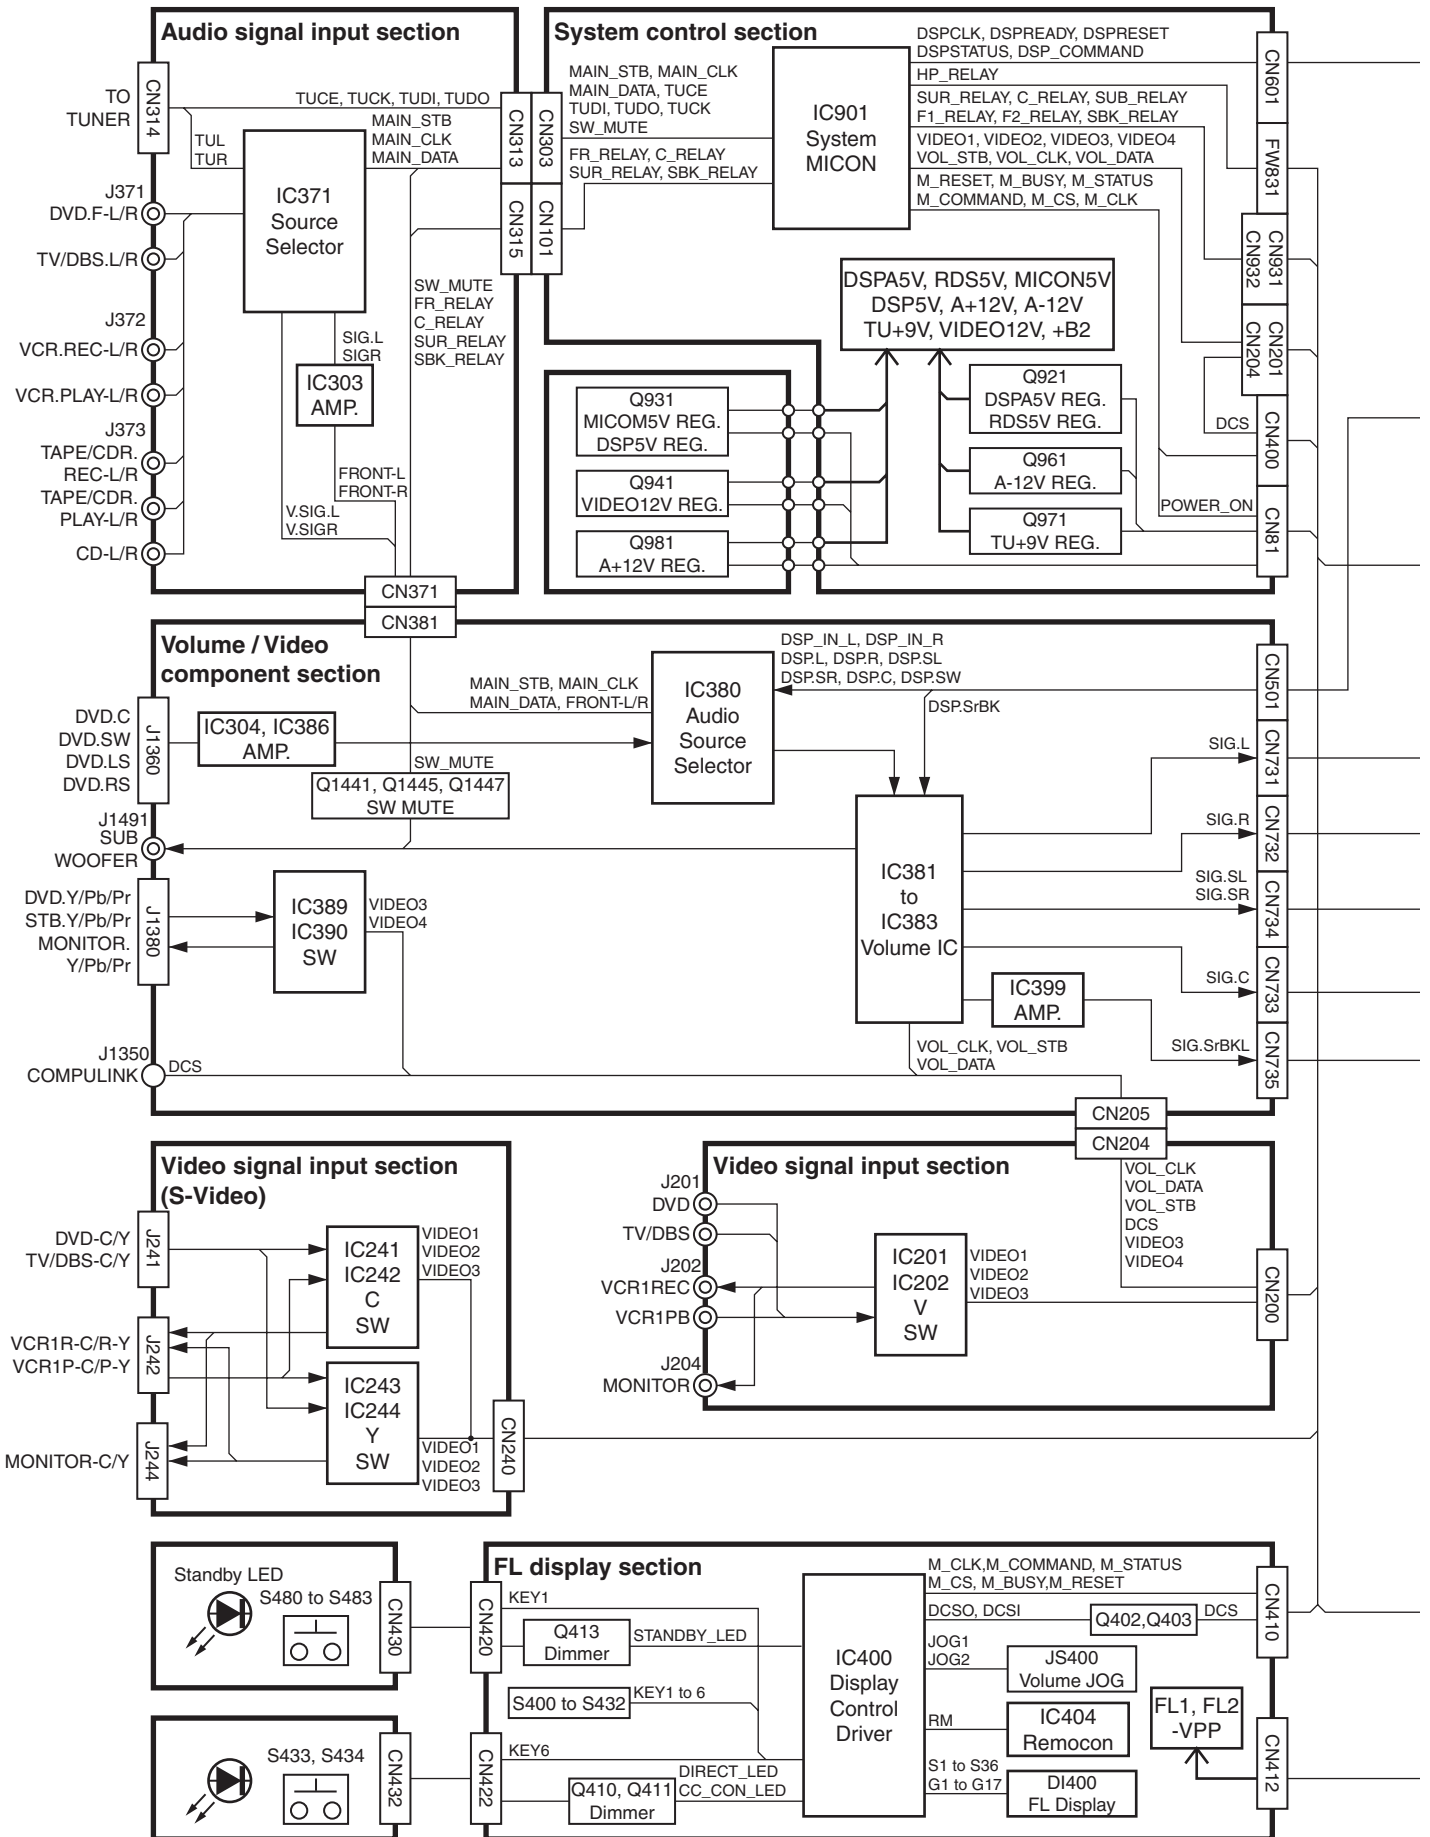 Audio signal input section
TO
TUNER
CN314
TUCE, TUCK, TUDI, TUDO
TUL
TUR
MAIN_STB
MAIN_CLK
MAIN_DATA
CN313
CN315
IC371
Source
Selector
J371
DVD.F-L/R
TV/DBS.L/R
J372
VCR.REC-L/R
VCR.PLAY-L/R
J373
TAPE/CDR.
REC-L/R
TAPE/CDR.
PLAY-L/R
CD-L/R
SIG.L
SIGR
IC303
AMP.
FRONT-L
FRONT-R
V.SIG.L
V.SIGR
SW_MUTE
FR_RELAY
C_RELAY
SUR_RELAY
SBK_RELAY
CN371
System control section
CN303
CN101
MAIN_STB, MAIN_CLK
MAIN_DATA, TUCE
TUDI, TUDO, TUCK
SW_MUTE
FR_RELAY, C_RELAY
SUR_RELAY, SBK_RELAY
IC901
System
MICON
DSPCLK, DSPREADY, DSPRESET
DSPSTATUS, DSP_COMMAND
HP_RELAY
SUR_RELAY, C_RELAY, SUB_RELAY
F1_RELAY, F2_RELAY, SBK_RELAY
VIDEO1, VIDEO2, VIDEO3, VIDEO4
VOL_STB, VOL_CLK, VOL_DATA
M_RESET, M_BUSY, M_STATUS
M_COMMAND, M_CS, M_CLK
CN601
FW831
CN931
CN932
CN201
CN204
DCS
CN400
POWER_ON
CN81
DSPA5V, RDS5V, MICON5V
DSP5V, A+12V, A-12V
TU+9V, VIDEO12V, +B2
Q931
MICOM5V REG.
DSP5V REG.
Q941
VIDEO12V REG.
Q981
A+12V REG.
Q921
DSPA5V REG.
RDS5V REG.
Q961
A-12V REG.
Q971
TU+9V REG.
CN381
Volume / Video
component section
DVD.C
DVD.SW
DVD.LS
DVD.RS
J1360
IC304, IC386
AMP.
MAIN_STB, MAIN_CLK
MAIN_DATA, FRONT-L/R
IC380
Audio
Source
Selector
DSP_IN_L, DSP_IN_R
DSP.L, DSP.R, DSP.SL
DSP.SR, DSP.C, DSP.SW
DSP.SrBK
CN501
SW_MUTE
Q1441, Q1445, Q1447
SW MUTE
J1491
SUB
WOOFER
DVD.Y/Pb/Pr
STB.Y/Pb/Pr
MONITOR.
Y/Pb/Pr
J1380
IC389
IC390
SW
VIDEO3
VIDEO4
IC381
to
IC383
Volume IC
IC399
AMP.
SIG.L
CN731
SIG.R
CN732
SIG.SL
SIG.SR
CN734
SIG.C
CN733
SIG.SrBKL
CN735
J1350
COMPULINK
DCS
VOL_CLK, VOL_STB
VOL_DATA
CN205
Video signal input section
(S-Video)
DVD-C/Y
TV/DBS-C/Y
J241
VCR1R-C/R-Y
VCR1P-C/P-Y
J242
MONITOR-C/Y
J244
IC241
IC242
C
SW
VIDEO1
VIDEO2
VIDEO3
IC243
IC244
Y
SW
VIDEO1
VIDEO2
VIDEO3
CN240
CN204
Video signal input section
J201
DVD
TV/DBS
J202
VCR1REC
VCR1PB
J204
MONITOR
IC201
IC202
V
SW
VIDEO1
VIDEO2
VIDEO3
VOL_CLK
VOL_DATA
VOL_STB
DCS
VIDEO3
VIDEO4
CN200
Standby LED
S480 to S483
CN430
S433, S434
CN432
FL display section
CN420
KEY1
Q413
Dimmer
STANDBY_LED
S400 to S432
KEY1 to 6
CN422
KEY6
Q410, Q411
Dimmer
DIRECT_LED
CC_CON_LED
IC400
Display
Control
Driver
M_CLK,M_COMMAND, M_STATUS
M_CS, M_BUSY,M_RESET
DCSO, DCSI
Q402,Q403
DCS
CN410
JOG1
JOG2
JS400
Volume JOG
RM
IC404
Remocon
S1 to S36
G1 to G17
DI400
FL Display
FL1, FL2
-VPP
CN412